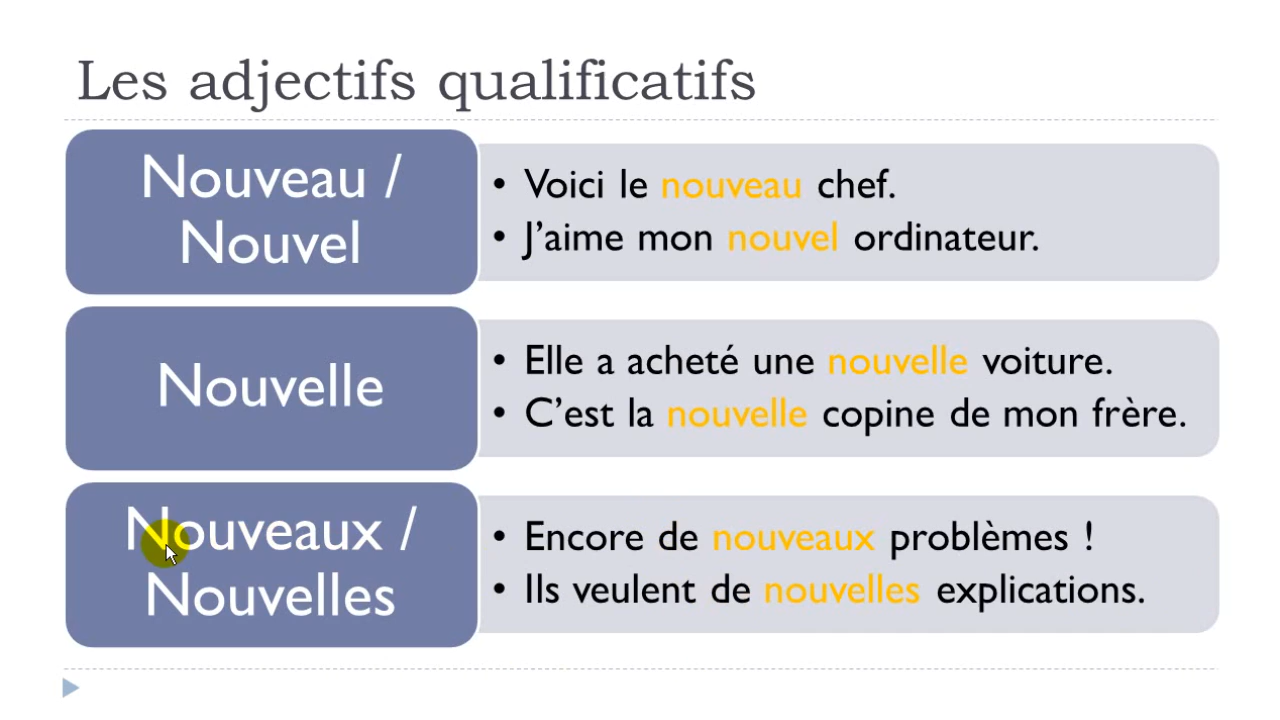 Les adjectifs qualificatifs
Nouveau /
Nouvel
• Voici le nouveau chef.
• J’aime mon nouvel ordinateur.
Nouvelle
• Elle a acheté une nouvelle voiture.
• C’est la nouvelle copine de mon frère.
Nouveaux /
Nouvelles
• Encore de nouveaux problèmes !
• Ils veulent de nouvelles explications.